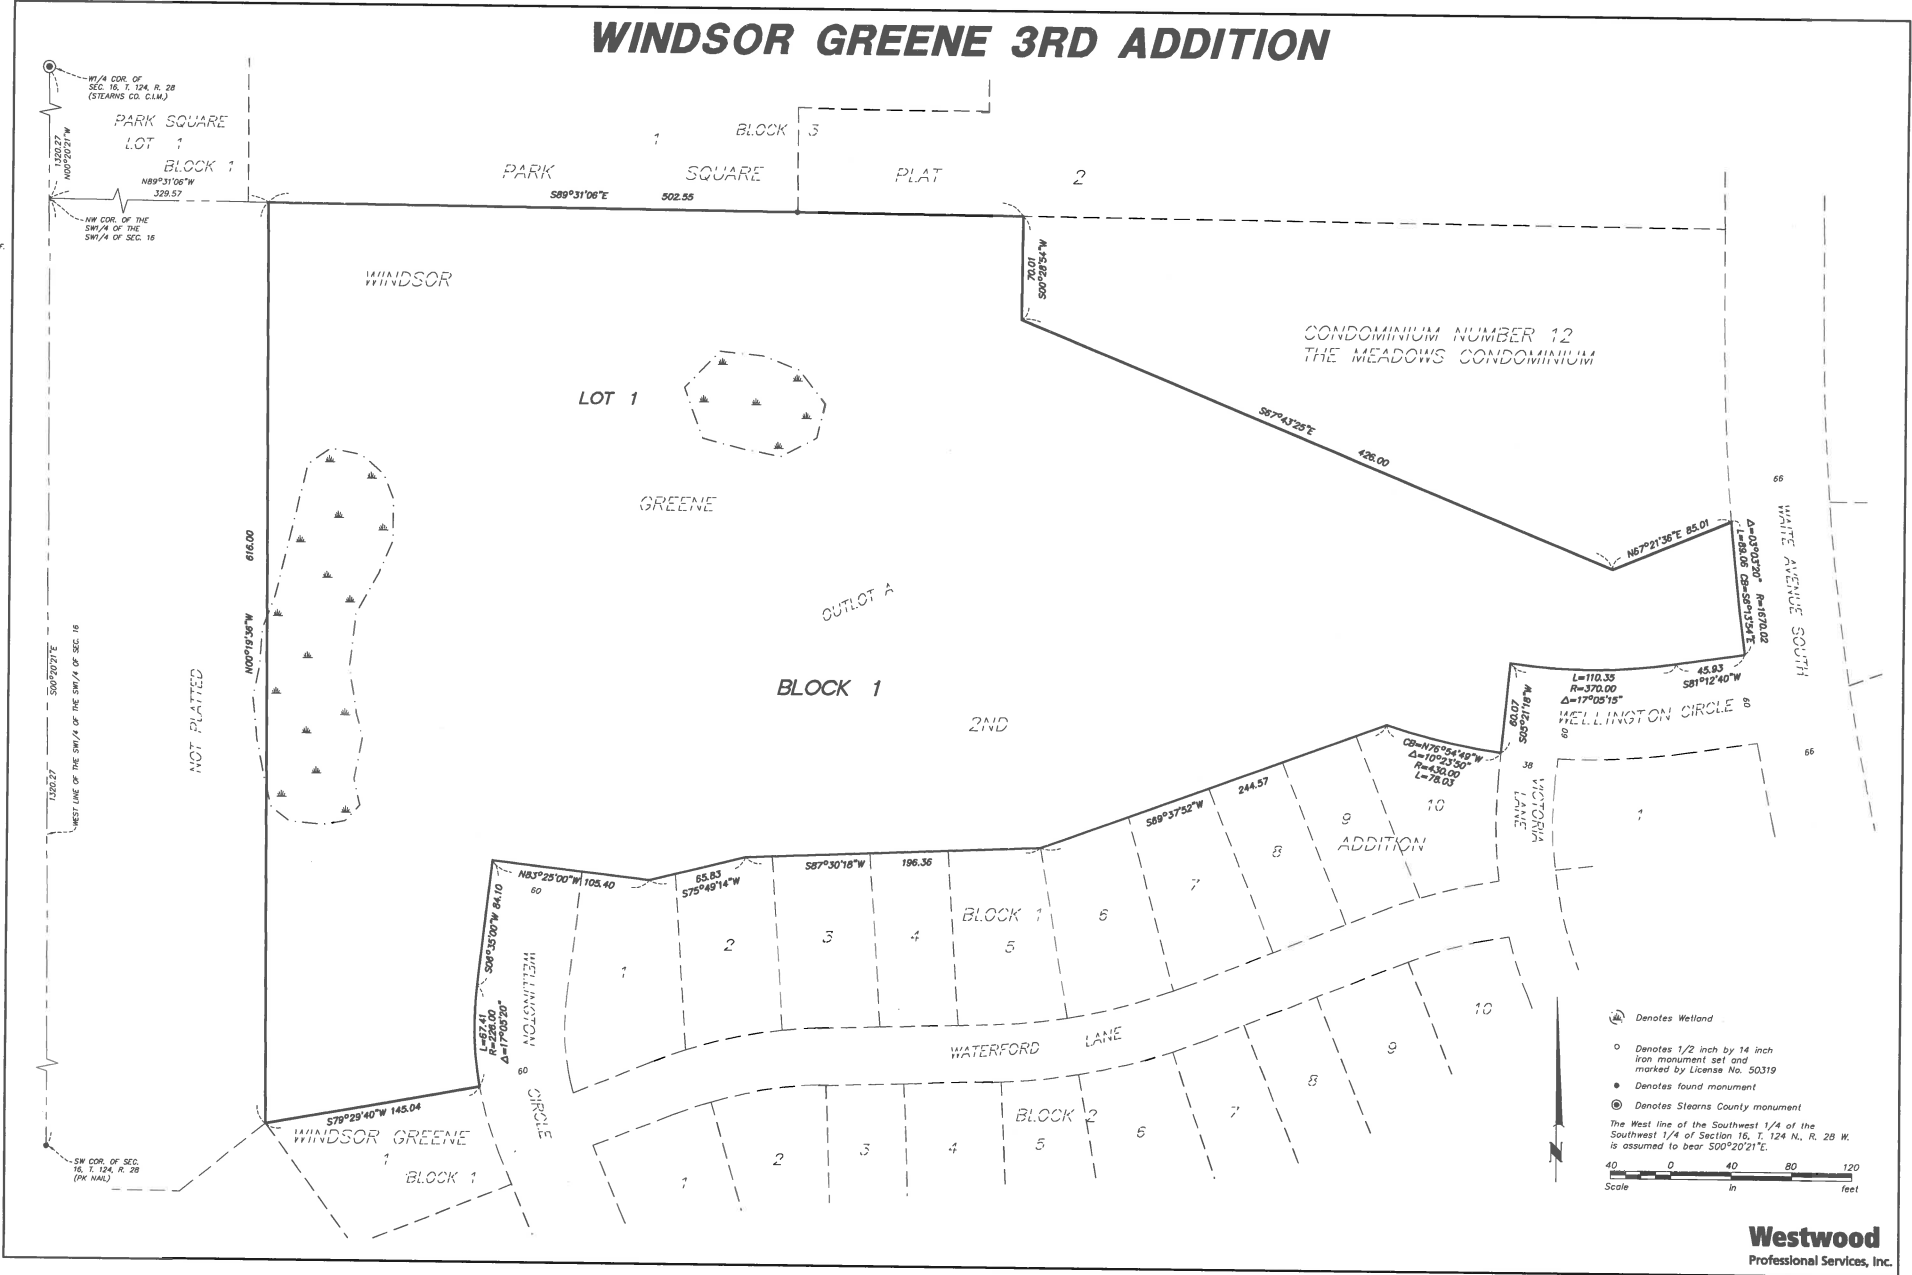 WINDSOR GREENE 3RD ADDITION
W1/4 COR. OF
SEC. 16, T. 124, R. 28
(STEARNS CO. C.I.M.)
PARK SQUARE
LOT 1
BLOCK 1
N89°31'06"W
329.57
1320.27
N00°20'21"W
NW COR. OF THE
SW1/4 OF THE
SW1/4 OF SEC. 16
1
BLOCK 3
PARK SQUARE PLAT 2
S89°31'06"E 502.55
70.01
S00°28'54"W
WINDSOR
CONDOMINIUM NUMBER 12
THE MEADOWS CONDOMINIUM
LOT 1
S67°43'25"E
426.00
GREENE
66
WAITE AVENUE SOUTH
N67°21'36"E 85.01
Δ=03°03'20" R=1670.02
L=89.06 CB=S6°13'54"E
616.00
N00°19'36"W
OUTLOT A
BLOCK 1
2ND
S00°20'21"E
1320.27
WEST LINE OF THE SW1/4 OF THE SW1/4 OF SEC. 16
NOT PLATTED
45.93
S81°12'40"W
L=110.35
R=370.00
Δ=17°05'15"
WELLINGTON CIRCLE
60
60
66
60.07
S05°21'18"W
CB=N76°54'49"W
Δ=10°23'50"
R=430.00
L=78.03
38
VICTORIA
LANE
1
244.57
S69°37'52"W
10
9
ADDITION
8
7
6
S87°30'18"W 196.36
65.83
S75°49'14"W
N83°25'00"W 105.40
60
BLOCK 1
5
4
3
2
1
S06°35'00"W 84.10
WELLINGTON
CIRCLE
L=67.41
R=226.00
Δ=17°05'20"
60
WATERFORD LANE
S79°29'40"W 145.04
WINDSOR GREENE
1
BLOCK 1
SW COR. OF SEC.
16, T. 124, R. 28
(PK NAIL)
1
2
3
4
BLOCK 2
5
6
7
8
9
10
Denotes Wetland
Denotes 1/2 inch by 14 inch
iron monument set and
marked by License No. 50319
Denotes found monument
Denotes Stearns County monument
The West line of the Southwest 1/4 of the
Southwest 1/4 of Section 16, T. 124 N., R. 28 W.
is assumed to bear S00°20'21"E.
N
40 0 40 80 120
Scale in feet
Westwood
Professional Services, Inc.